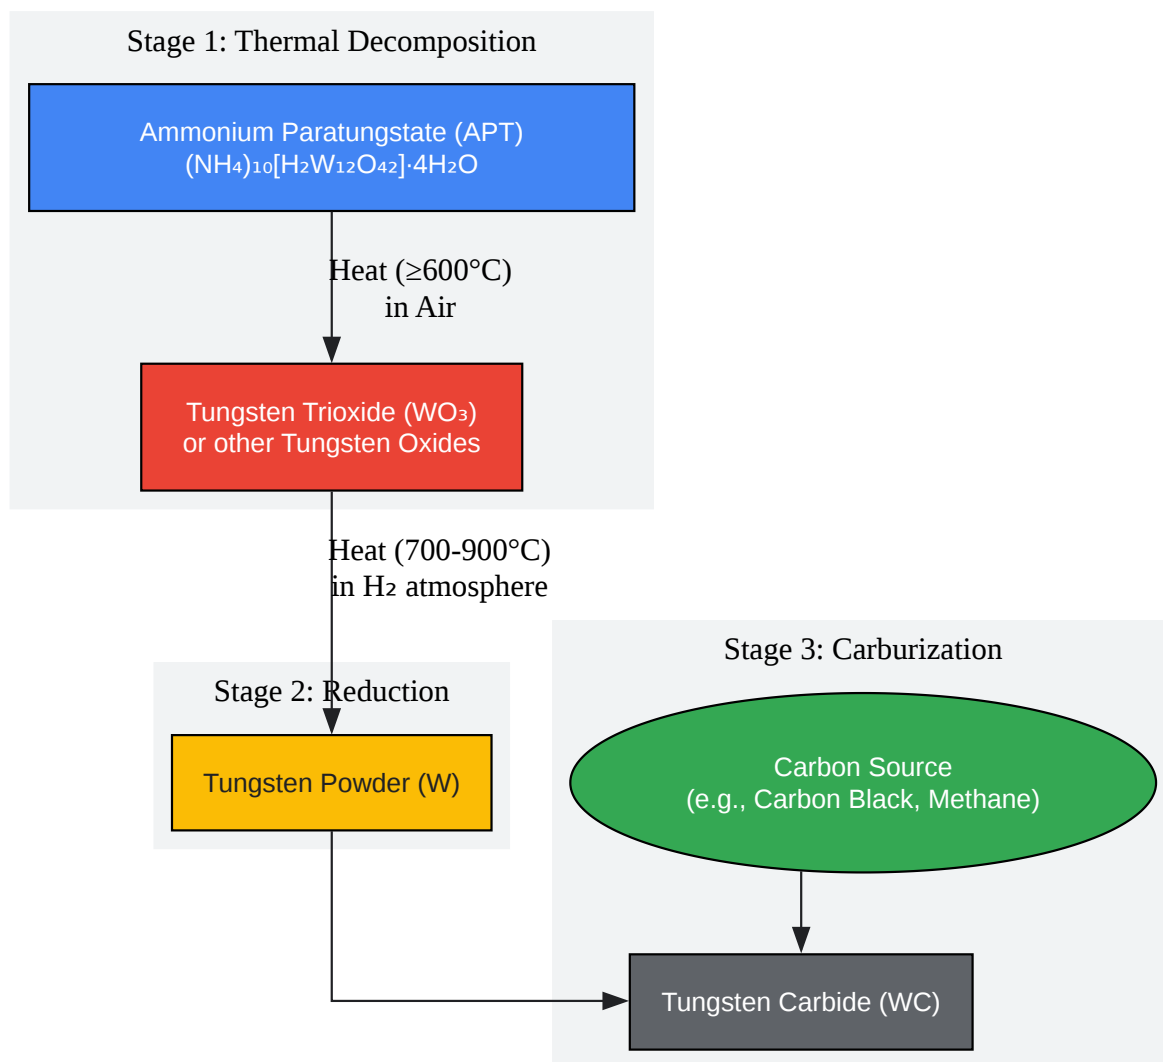 Stage 1: Thermal Decomposition
Ammonium Paratungstate (APT)
(NH₄)₁₀[H₂W₁₂O₄₂]·4H₂O
Heat (≥600°C)
in Air
Tungsten Trioxide (WO₃)
or other Tungsten Oxides
Heat (700-900°C)
in H₂ atmosphere
Stage 2: Reduction
Tungsten Powder (W)
Stage 3: Carburization
Carbon Source
(e.g., Carbon Black, Methane)
Tungsten Carbide (WC)